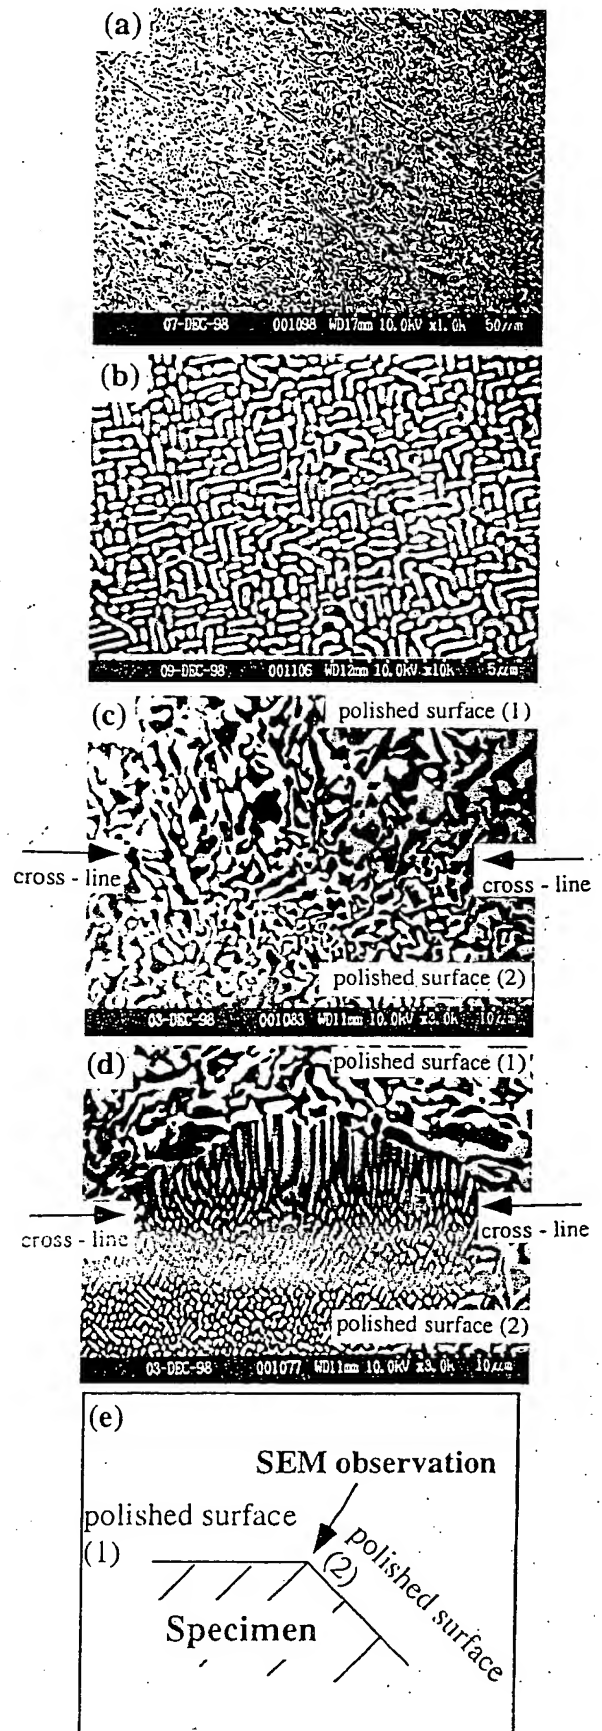 (a)
07-DEC-98 001098 WD17mm 10.0kV x1.0k 50μm
(b)
09-DEC-98 001106 WD12mm 10.0kV x10k 5μm
(c)
polished surface (1)
cross - line
cross - line
polished surface (2)
03-DEC-98 001083 WD11mm 10.0kV x3.0k 10μm
(d)
polished surface (1)
cross - line
cross - line
polished surface (2)
03-DEC-98 001077 WD11mm 10.0kV x3.0k 10μm
(e)
SEM observation
polished surface
(1)
(2)
polished surface
Specimen